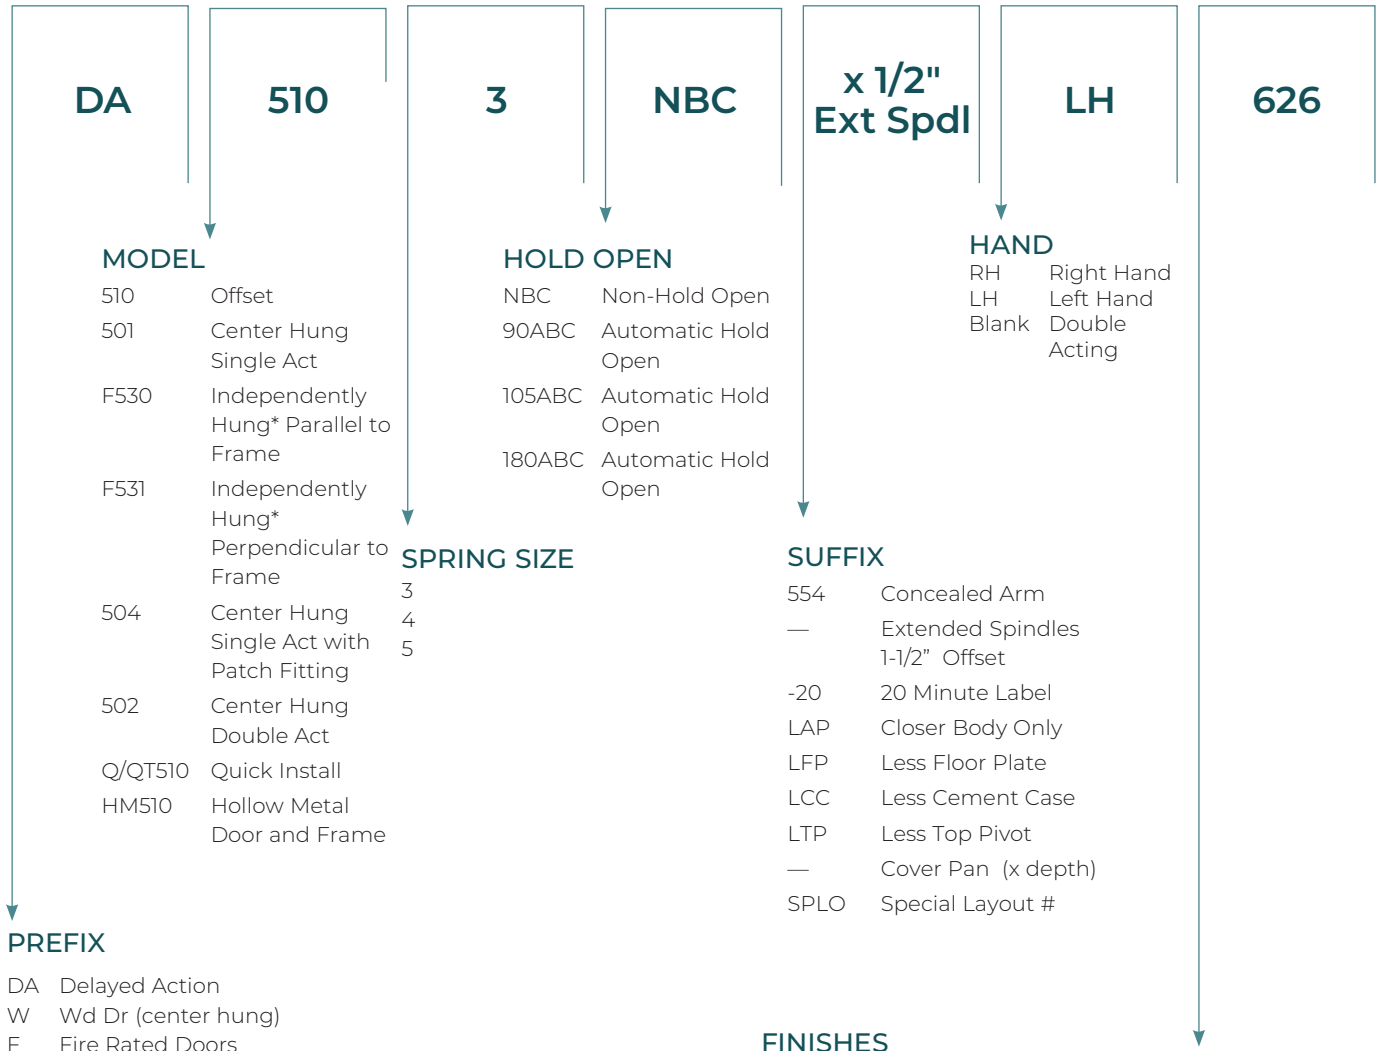 DA 510 3 NBC x 1/2" Ext Spdl LH 626
MODEL
510 Offset
501 Center Hung
Single Act
F530 Independently
Hung* Parallel to
Frame
F531 Independently
Hung*
Perpendicular to
Frame
504 Center Hung
Single Act with
Patch Fitting
502 Center Hung
Double Act
Q/QT510 Quick Install
HM510 Hollow Metal
Door and Frame
SPRING SIZE
3
4
5
HOLD OPEN
NBC Non-Hold Open
90ABC Automatic Hold
Open
105ABC Automatic Hold
Open
180ABC Automatic Hold
Open
SUFFIX
554 Concealed Arm
— Extended Spindles
1-1/2” Offset
-20 20 Minute Label
LAP Closer Body Only
LFP Less Floor Plate
LCC Less Cement Case
LTP Less Top Pivot
— Cover Pan (x depth)
SPLO Special Layout #
HAND
RH Right Hand
LH Left Hand
Blank Double
Acting
PREFIX
DA Delayed Action
W Wd Dr (center hung)
F Fire Rated Doors
FINISHES